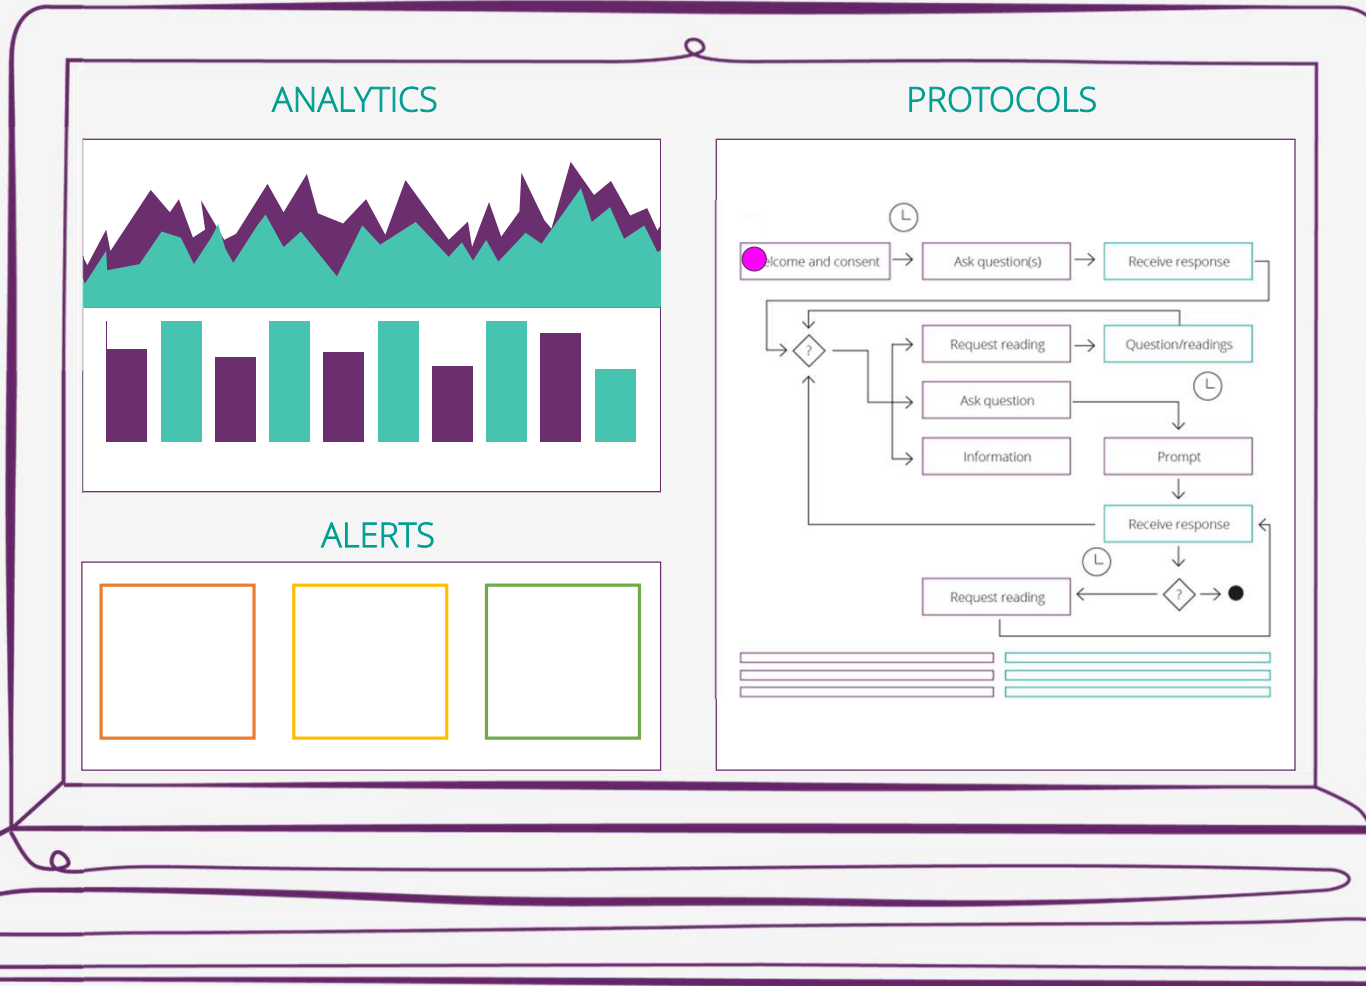 ANALYTICS
PROTOCOLS
elcome and consent
Ask question(s)
Receive response
?
Request reading
Question/readings
Ask question
Information
Prompt
Receive response
Request reading
?
ALERTS